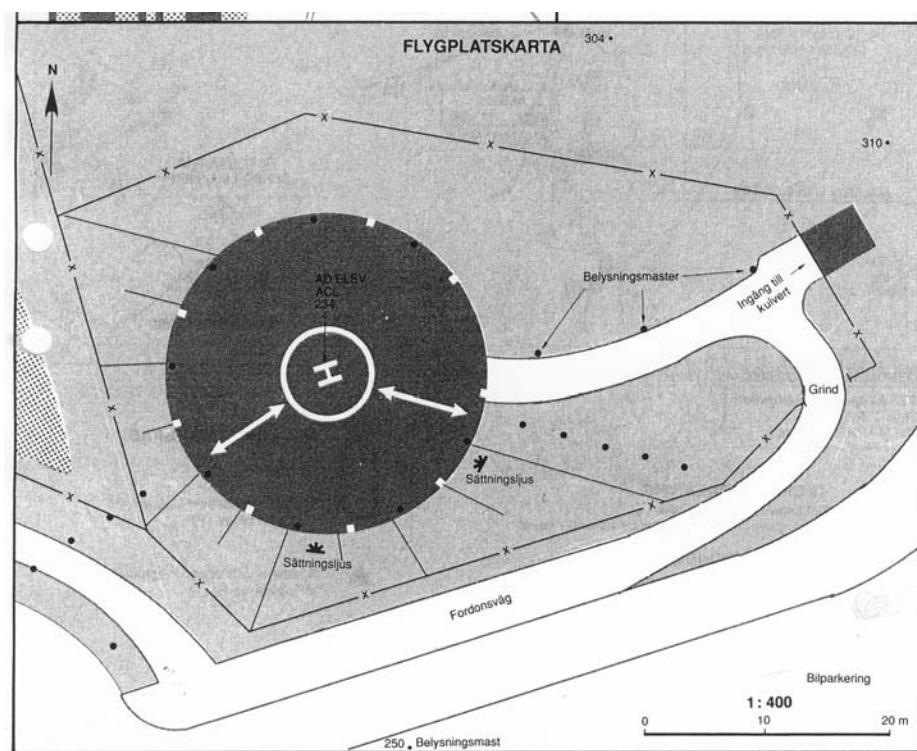 FLYGPLATSKARTA
304
N
310
AD ELEV
ACL
234
H
Belysningsmaster
Ingång till
kulvert
Grind
Sättningsljus
Sättningsljus
Fordonsväg
Bilparkering
1 : 400
0 10 20 m
250 Belysningsmast